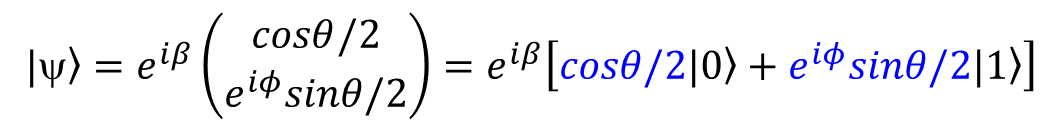 |ψ⟩ = e^{iβ} (cosθ/2 e^{iϕ}sinθ/2) = e^{iβ}[cosθ/2|0⟩ + e^{iϕ}sinθ/2|1⟩]